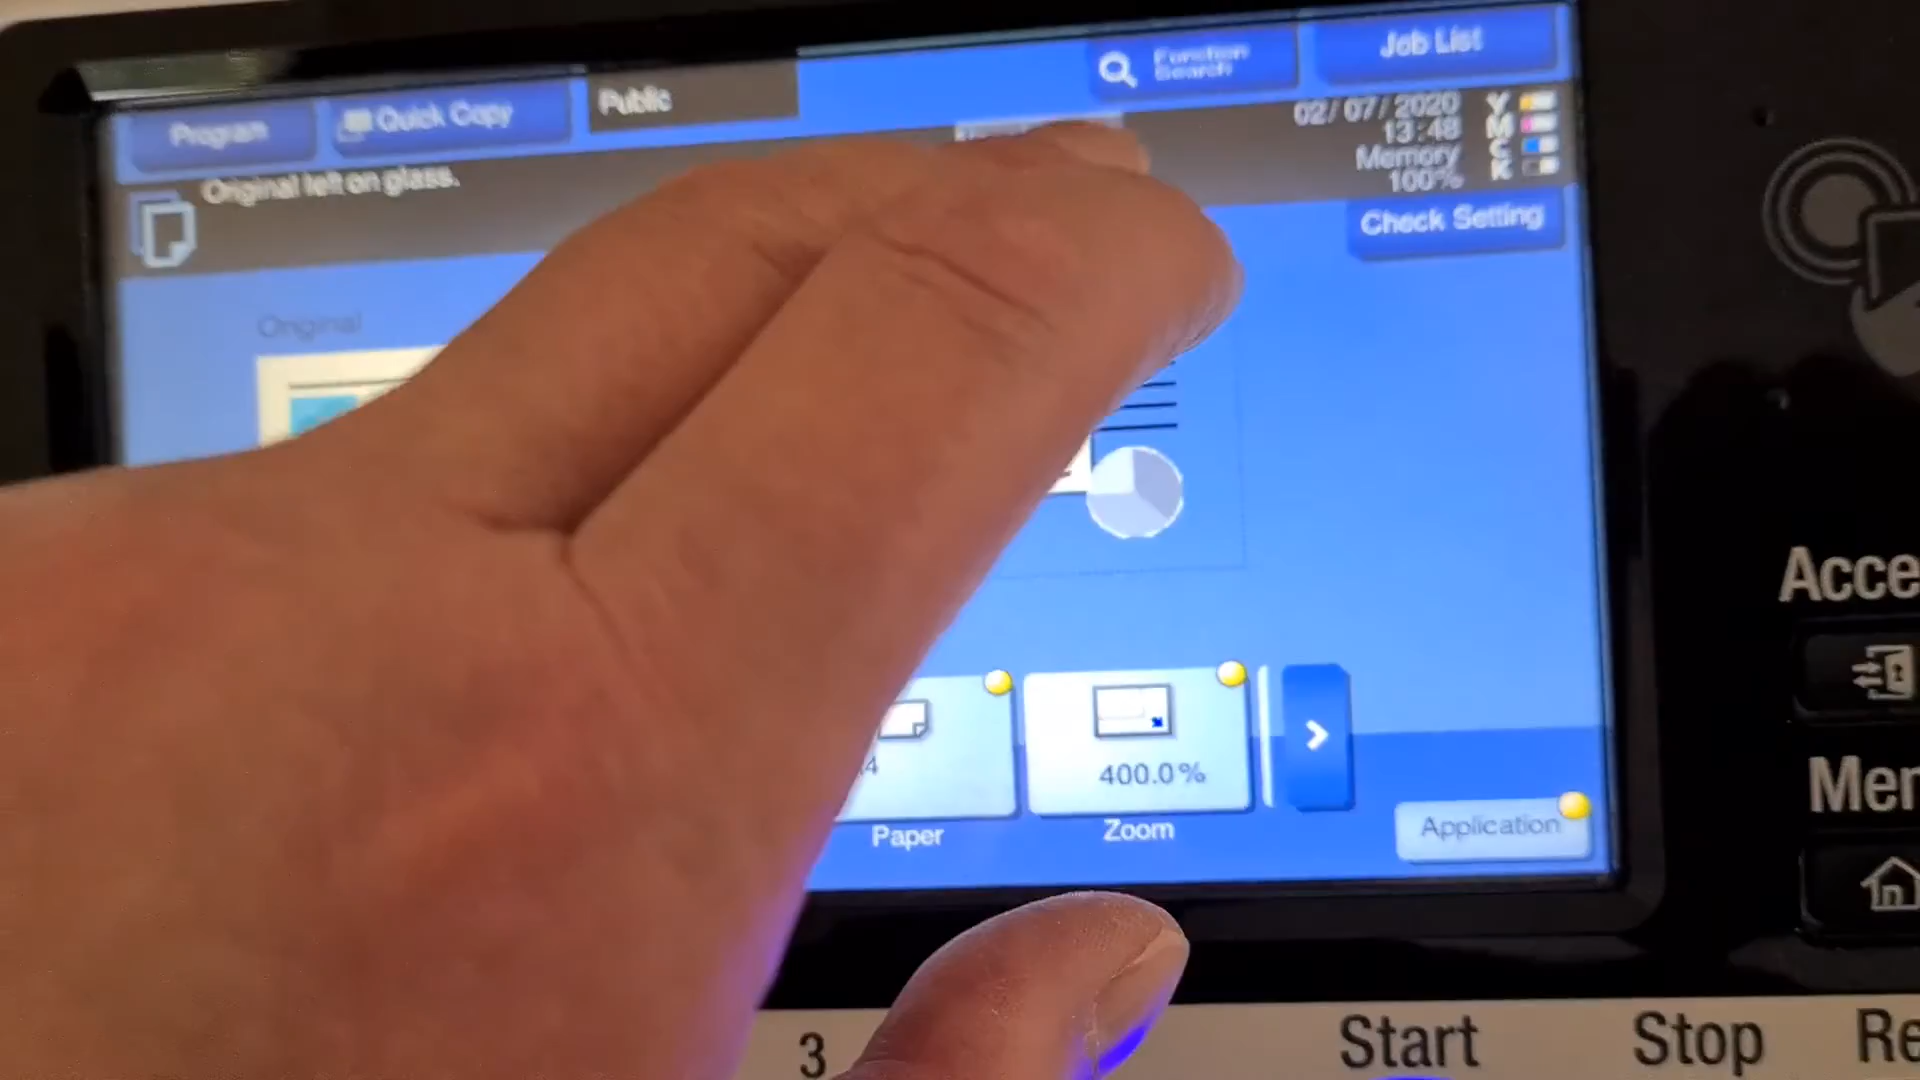 Function
Search
Job List
Program
Quick Copy
Public
02/07/2020
13:48
Memory
100%
Y
M
C
K
Original left on glass.
Check Setting
Original
400.0%
Paper
Zoom
Application
Acce
Mer
3
Start
Stop
Re